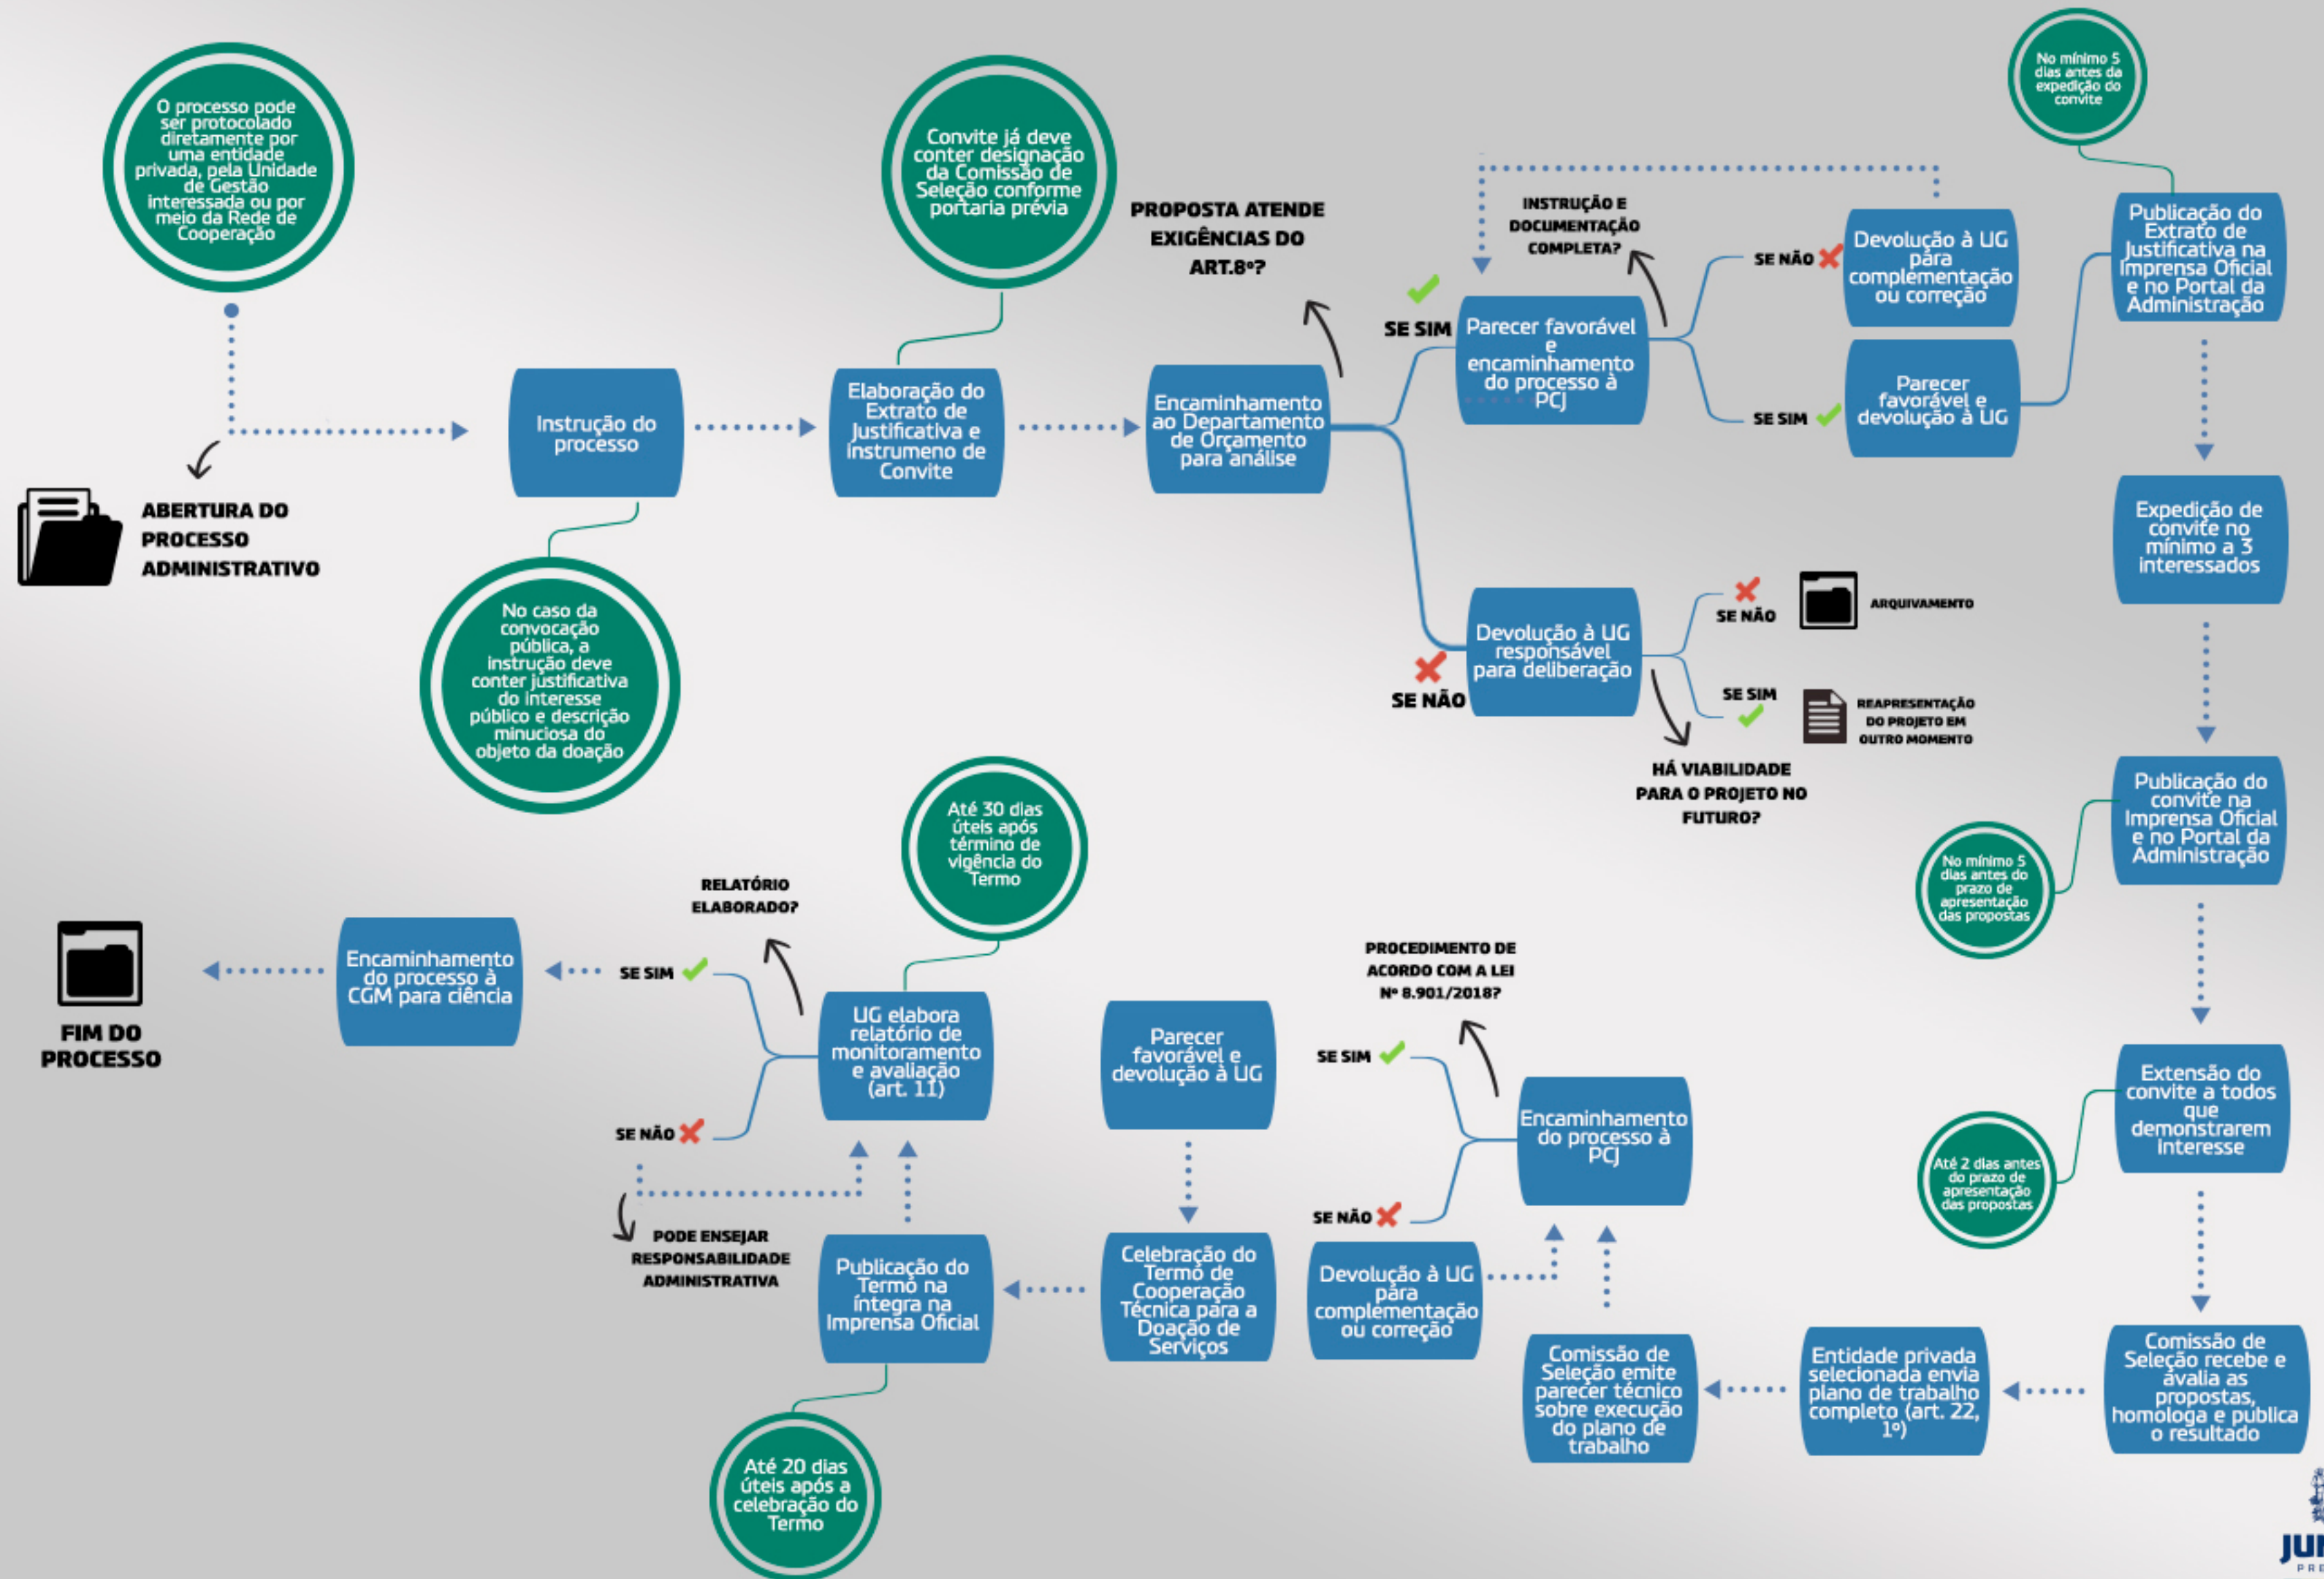 O processo pode
ser protocolado
diretamente por
uma entidade
privada, pela Unidade
de Gestão
interessada ou por
meio da Rede de
Cooperação
ABERTURA DO
PROCESSO
ADMINISTRATIVO
Instrução do
processo
No caso da
convocação
pública, a
instrução deve
conter justificativa
do interesse
público e descrição
minuciosa do
objeto da doação
Convite já deve
conter designação
da Comissão de
Seleção conforme
portaria prévia
Elaboração do
Extrato de
Justificativa e
Instrumeno de
Convite
PROPOSTA ATENDE
EXIGÊNCIAS DO
ART.8º?
Encaminhamento
ao Departamento
de Orçamento
para análise
SE SIM
Parecer favorável
e
encaminhamento
do processo à
PCJ
INSTRUÇÃO E
DOCUMENTAÇÃO
COMPLETA?
SE NÃO
Devolução à UG
para
complementação
ou correção
SE SIM
Parecer
favorável e
devolução à UG
SE NÃO
Devolução à UG
responsável
para deliberação
SE NÃO
ARQUIVAMENTO
SE SIM
REAPRESENTAÇÃO
DO PROJETO EM
OUTRO MOMENTO
HÁ VIABILIDADE
PARA O PROJETO NO
FUTURO?
No mínimo 5
dias antes da
expedição do
convite
Publicação do
Extrato de
Justificativa na
Imprensa Oficial
e no Portal da
Administração
Expedição de
convite no
mínimo a 3
interessados
Publicação do
convite na
Imprensa Oficial
e no Portal da
Administração
No mínimo 5
dias antes do
prazo de
apresentação
das propostas
Extensão do
convite a todos
que
demonstrarem
interesse
Até 2 dias antes
do prazo de
apresentação
das propostas
Comissão de
Seleção recebe e
avalia as
propostas,
homologa e publica
o resultado
Entidade privada
selecionada envia
plano de trabalho
completo (art. 22,
1º)
Comissão de
Seleção emite
parecer técnico
sobre execução
do plano de
trabalho
Encaminhamento
do processo à
PCJ
PROCEDIMENTO DE
ACORDO COM A LEI
Nº 8.901/2018?
SE SIM
SE NÃO
Devolução à UG
para
complementação
ou correção
Parecer
favorável e
devolução à UG
Celebração do
Termo de
Cooperação
Técnica para a
Doação de
Serviços
Publicação do
Termo na
íntegra na
Imprensa Oficial
Até 20 dias
úteis após a
celebração do
Termo
UG elabora
relatório de
monitoramento
e avaliação
(art. 11)
Até 30 dias
úteis após
término de
vigência do
Termo
RELATÓRIO
ELABORADO?
SE SIM
SE NÃO
PODE ENSEJAR
RESPONSABILIDADE
ADMINISTRATIVA
Encaminhamento
do processo à
CGM para ciência
FIM DO
PROCESSO